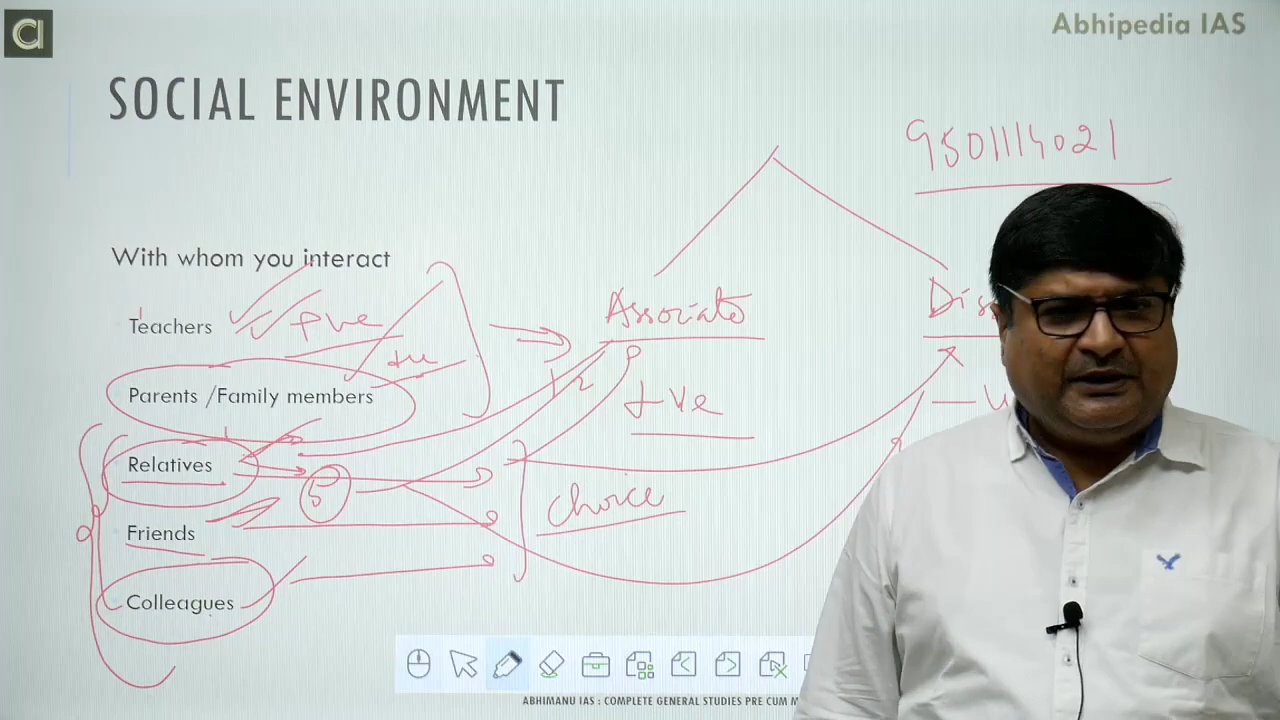 Abhipedia IAS
SOCIAL ENVIRONMENT
9501114021
With whom you interact
Teachers +ve
Associate
Parents /Family members +ve
+ve
Relatives
5
choice
Friends
Colleagues
ABHIMANU IAS : COMPLETE GENERAL STUDIES PRE CUM